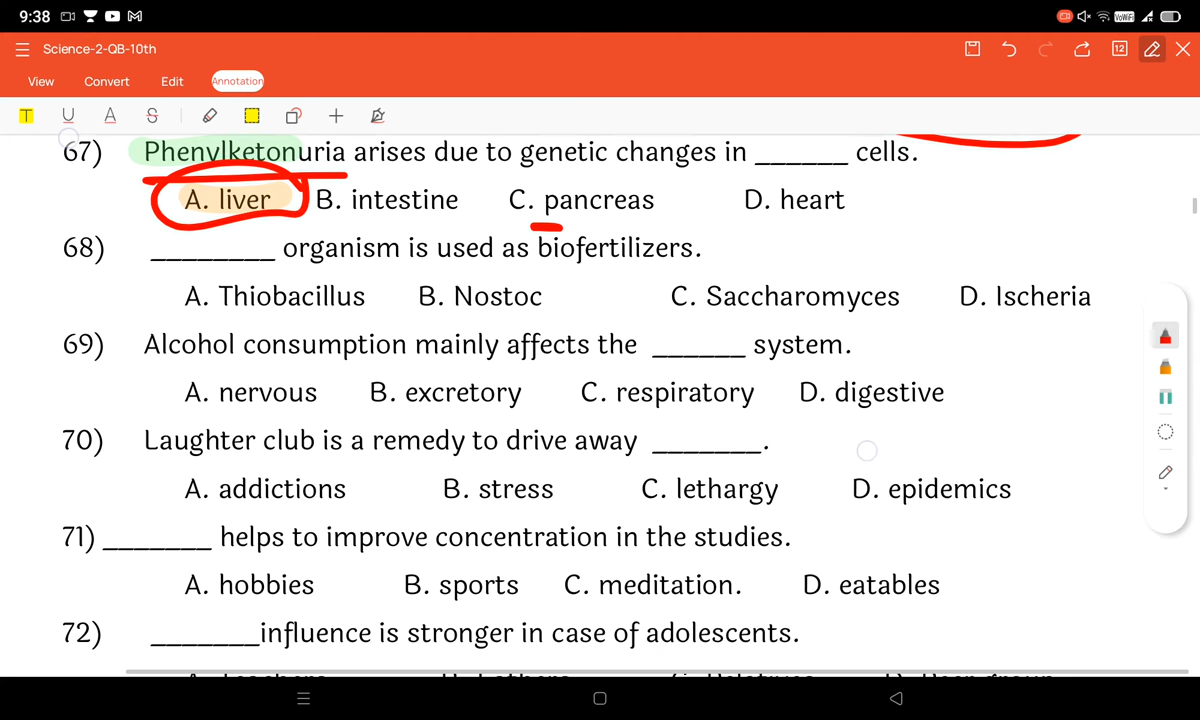 9:38 VoWiFi
Science-2-QB-10th 12
View Convert Edit Annotation
T U A S
67) Phenylketonuria arises due to genetic changes in ______ cells.
A. liver B. intestine C. pancreas D. heart
68) ________ organism is used as biofertilizers.
A. Thiobacillus B. Nostoc C. Saccharomyces D. Ischeria
69) Alcohol consumption mainly affects the ______ system.
A. nervous B. excretory C. respiratory D. digestive
70) Laughter club is a remedy to drive away _______.
A. addictions B. stress C. lethargy D. epidemics
71) _______ helps to improve concentration in the studies.
A. hobbies B. sports C. meditation. D. eatables
72) _______influence is stronger in case of adolescents.